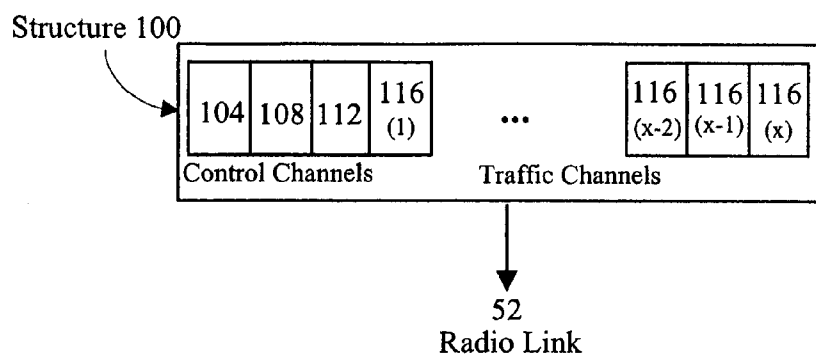 Structure 100
104 108 112 116 (1) ... 116 (x-2) 116 (x-1) 116 (x)
Control Channels Traffic Channels
52
Radio Link